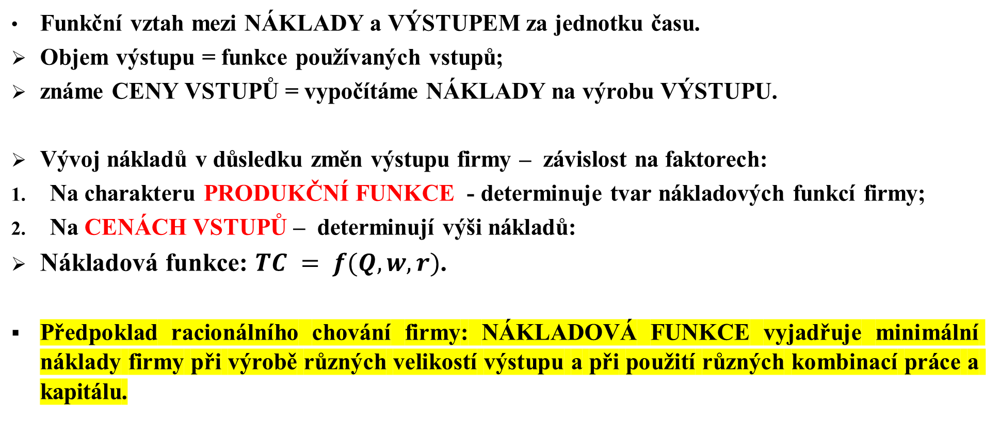 • Funkční vztah mezi NÁKLADY a VÝSTUPEM za jednotku času.
➢ Objem výstupu = funkce používaných vstupů;
➢ známe CENY VSTUPŮ = vypočítáme NÁKLADY na výrobu VÝSTUPU.
➢ Vývoj nákladů v důsledku změn výstupu firmy – závislost na faktorech:
1. Na charakteru PRODUKČNÍ FUNKCE - determinuje tvar nákladových funkcí firmy;
2. Na CENÁCH VSTUPŮ – determinují výši nákladů:
➢ Nákladová funkce: TC = f(Q, w, r).
▪ Předpoklad racionálního chování firmy: NÁKLADOVÁ FUNKCE vyjadřuje minimální
náklady firmy při výrobě různých velikostí výstupu a při použití různých kombinací práce a
kapitálu.